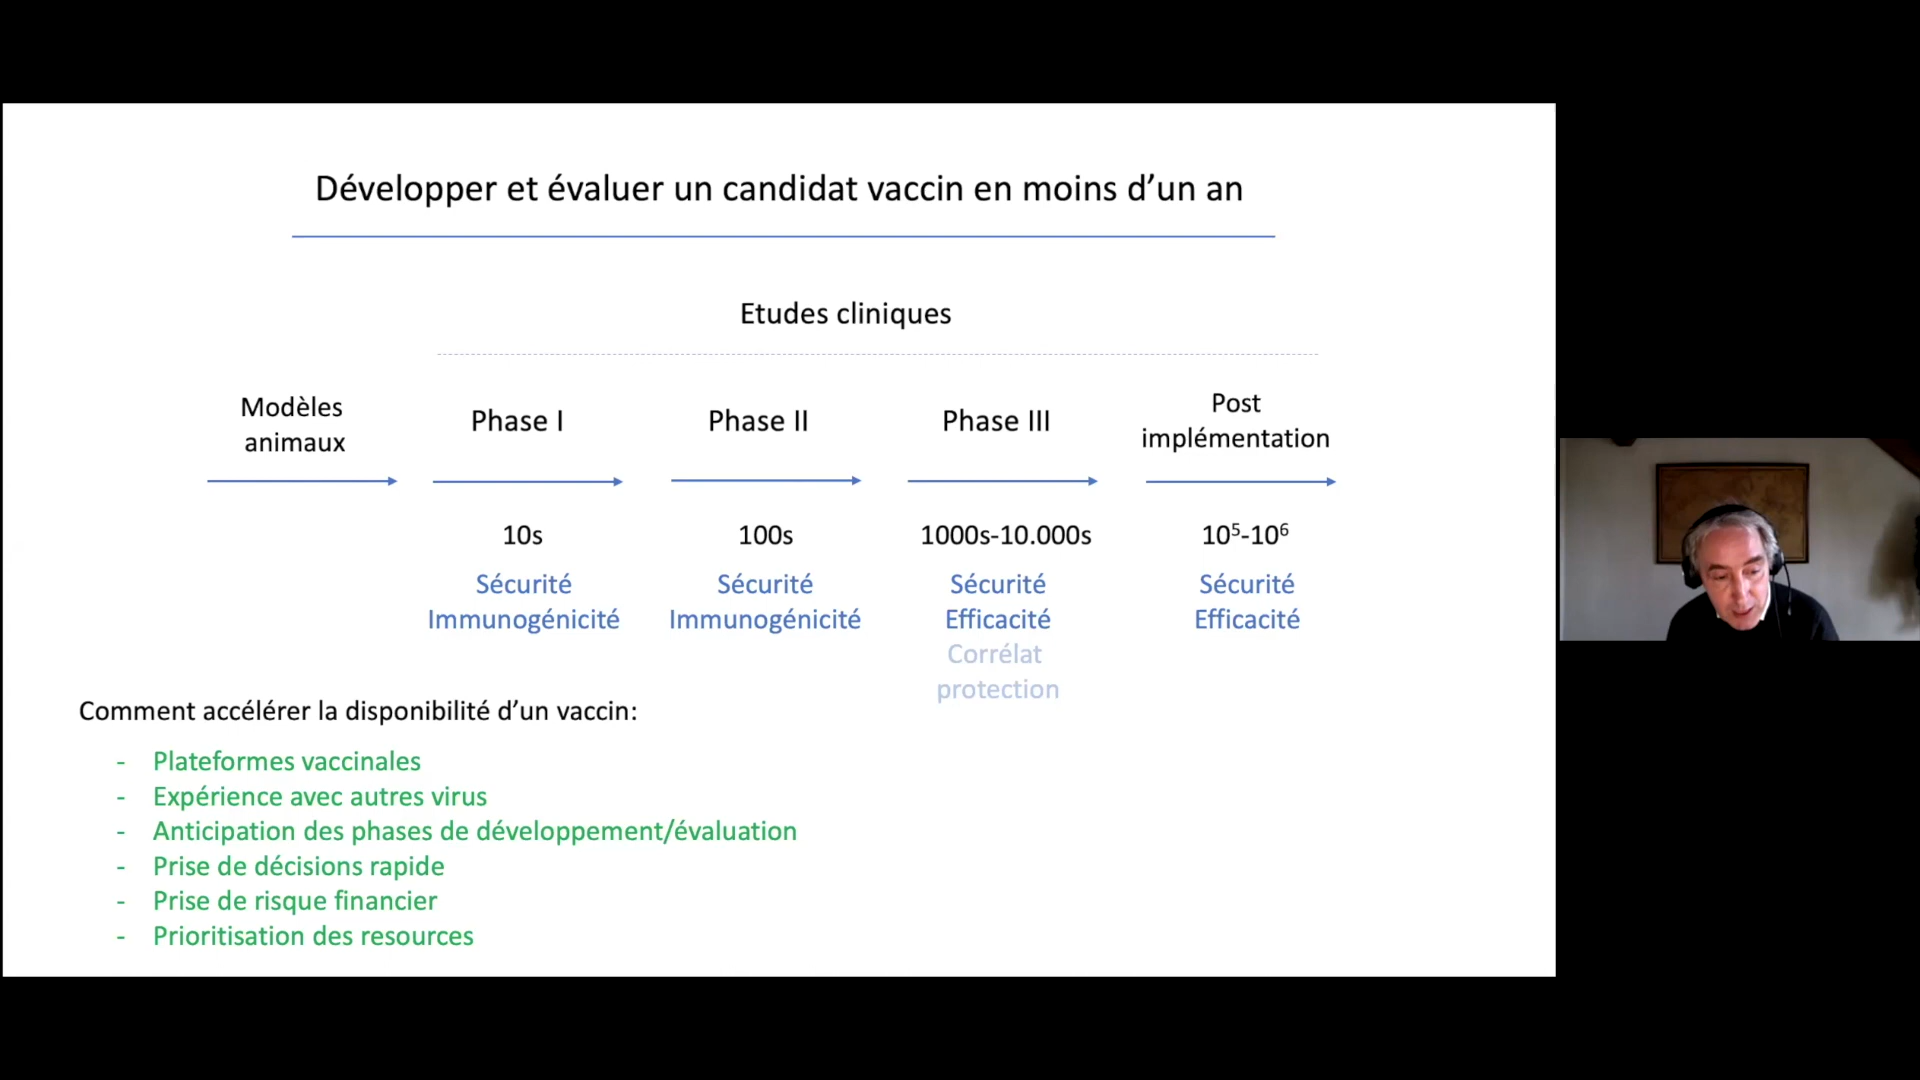 Développer et évaluer un candidat vaccin en moins d’un an
Etudes cliniques
Modèles
animaux
Phase I
Phase II
Phase III
Post
implémentation
10s
100s
1000s-10.000s
10⁵-10⁶
Sécurité
Immunogénicité
Sécurité
Immunogénicité
Sécurité
Efficacité
Corrélat
protection
Sécurité
Efficacité
Comment accélérer la disponibilité d’un vaccin:
- Plateformes vaccinales
- Expérience avec autres virus
- Anticipation des phases de développement/évaluation
- Prise de décisions rapide
- Prise de risque financier
- Prioritisation des resources